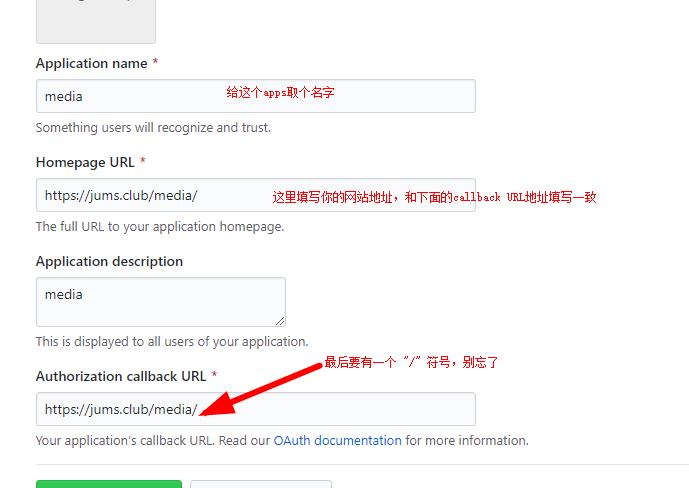 Application name *
media
给这个apps取个名字
Something users will recognize and trust.
Homepage URL *
https://jums.club/media/
这里填写你的网站地址，和下面的callback URL地址填写一致
The full URL to your application homepage.
Application description
media
This is displayed to all users of your application.
最后要有一个 "/" 符号，别忘了
Authorization callback URL *
https://jums.club/media/
Your application's callback URL. Read our OAuth documentation for more information.